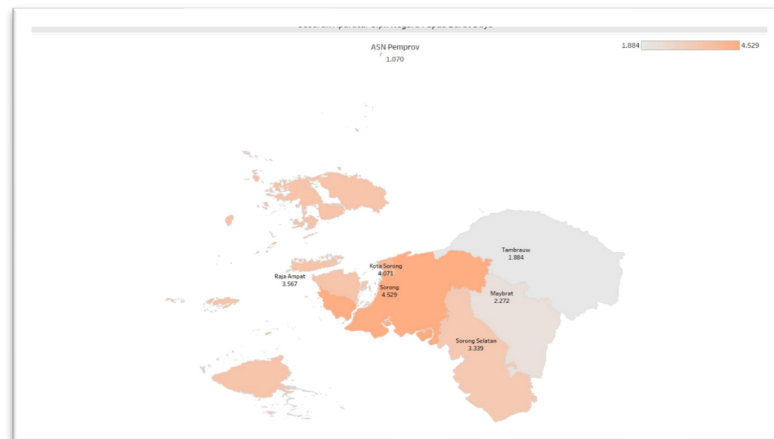 ASN Pemprov
1.070
1.884
4.529
Tambrauw
1.884
Kota Sorong
4.071
Raja Ampat
3.567
Sorong
4.529
Maybrat
2.272
Sorong Selatan
3.339